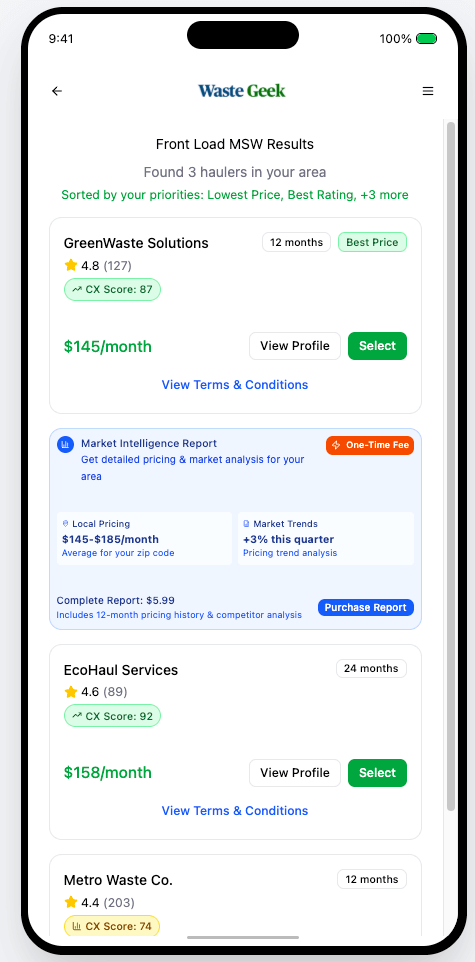 9:41
100%
Waste Geek
Front Load MSW Results
Found 3 haulers in your area
Sorted by your priorities: Lowest Price, Best Rating, +3 more
GreenWaste Solutions
12 months
Best Price
4.8 (127)
CX Score: 87
$145/month
View Profile
Select
View Terms & Conditions
Market Intelligence Report
One-Time Fee
Get detailed pricing & market analysis for your
area
Local Pricing
$145-$185/month
Average for your zip code
Market Trends
+3% this quarter
Pricing trend analysis
Complete Report: $5.99
Includes 12-month pricing history & competitor analysis
Purchase Report
EcoHaul Services
24 months
4.6 (89)
CX Score: 92
$158/month
View Profile
Select
View Terms & Conditions
Metro Waste Co.
12 months
4.4 (203)
CX Score: 74